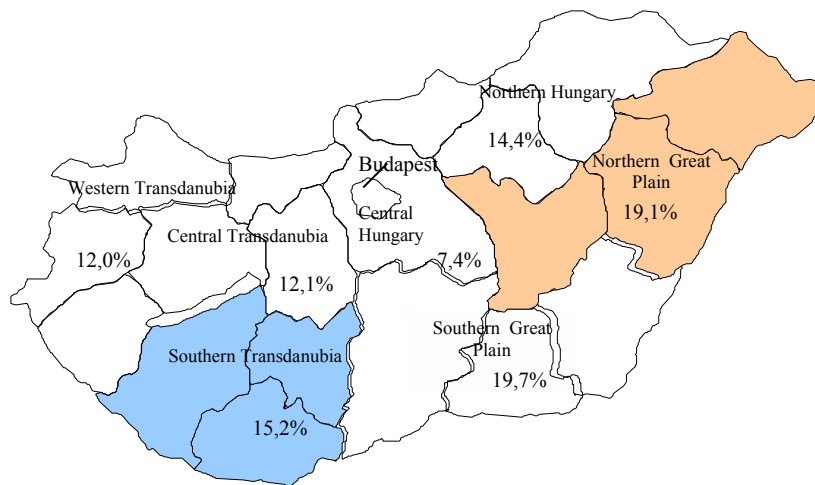 Northern Hungary
14,4%
Budapest
Northern Great
Plain
19,1%
Western Transdanubia
Central
Hungary
Central Transdanubia
12,0%
7,4%
12,1%
Southern Great
Plain
19,7%
Southern Transdanubia
15,2%